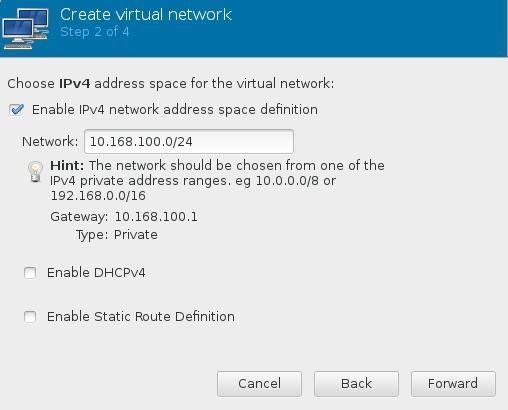 Create virtual network
Step 2 of 4
Choose IPv4 address space for the virtual network:
Enable IPv4 network address space definition
Network: 10.168.100.0/24
Hint: The network should be chosen from one of the
IPv4 private address ranges. eg 10.0.0.0/8 or
192.168.0.0/16
Gateway: 10.168.100.1
Type: Private
Enable DHCPv4
Enable Static Route Definition
Cancel Back Forward